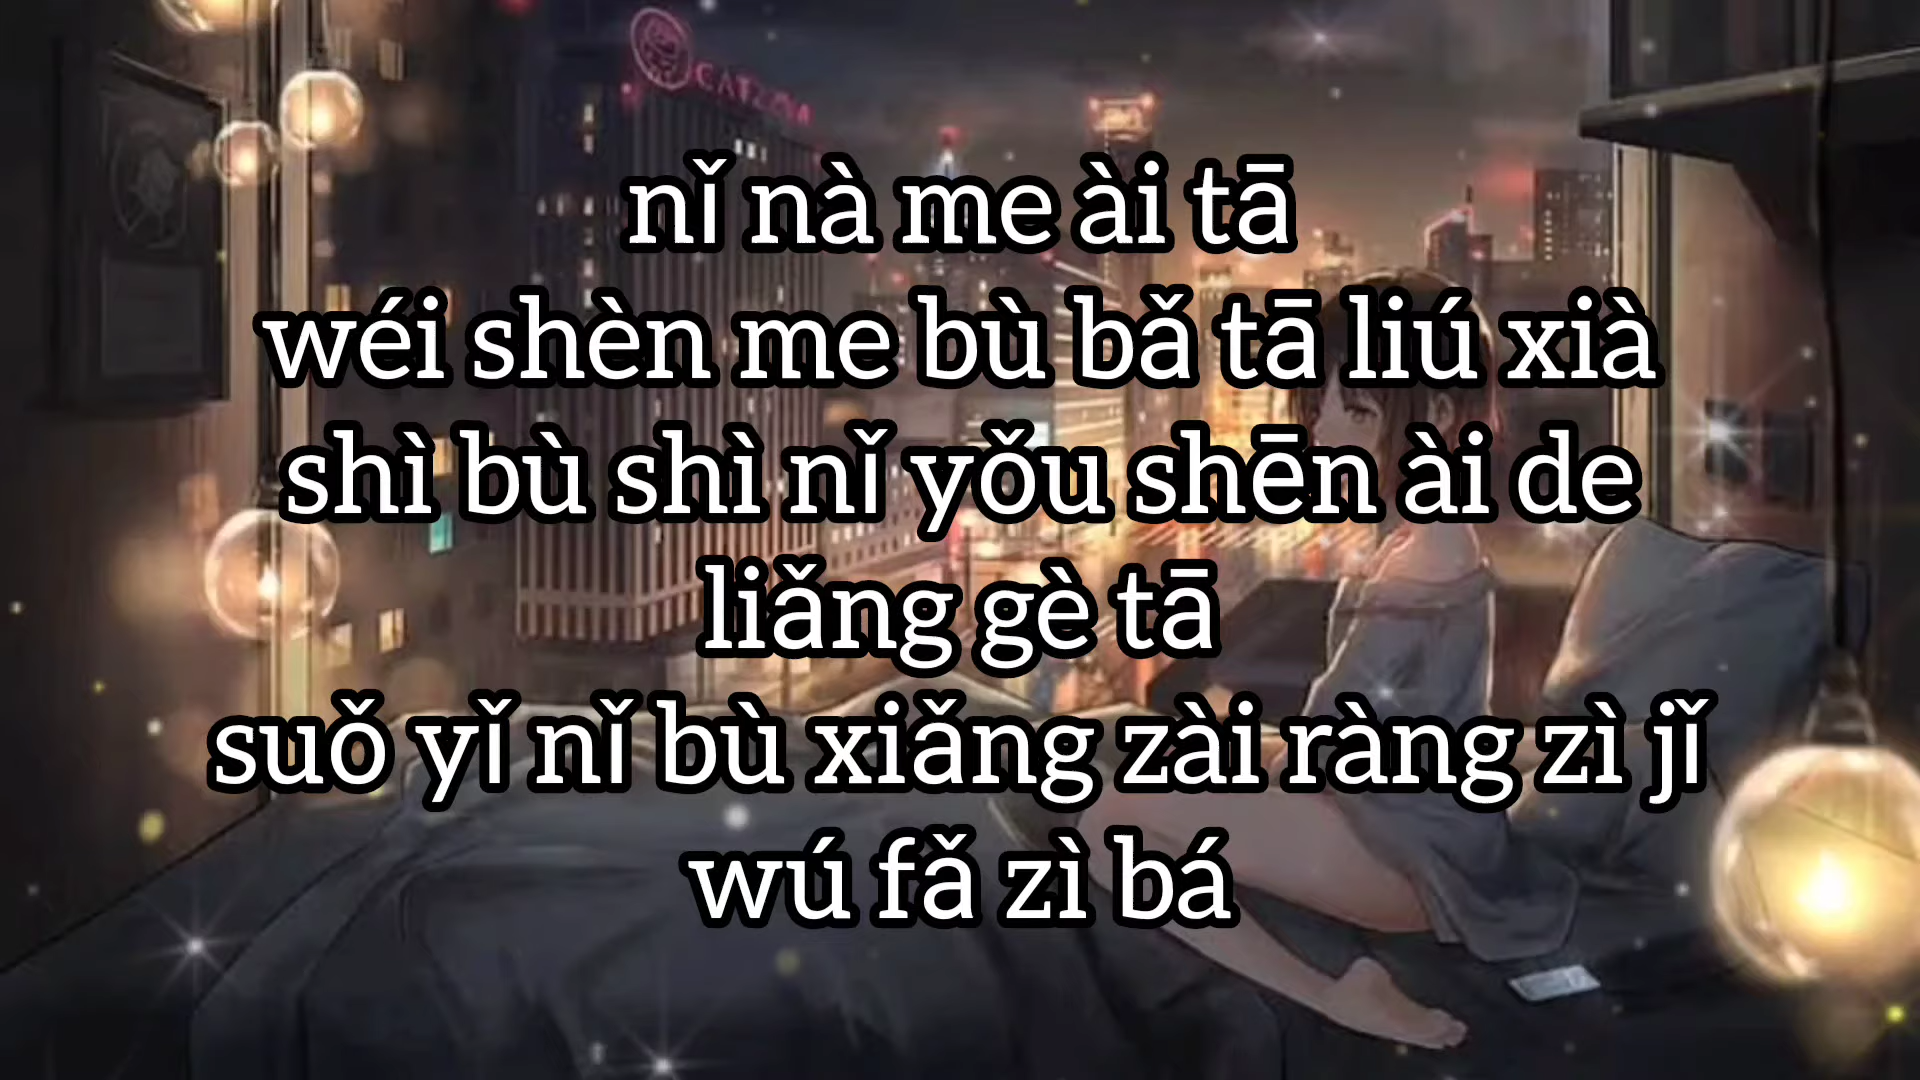 nǐ nà me ài tā
wéi shèn me bù bǎ tā liú xià
shì bù shì nǐ yǒu shēn ài de
liǎng gè tā
suǒ yǐ nǐ bù xiǎng zài ràng zì jǐ
wú fǎ zì bá